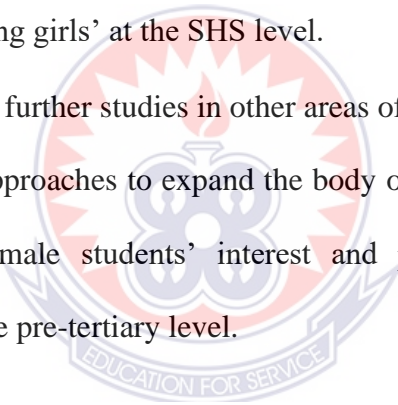 ng girls’ at the SHS level.
further studies in other areas of
pproaches to expand the body o
male students’ interest and
e pre-tertiary level.
EDUCATION FOR SERVICE